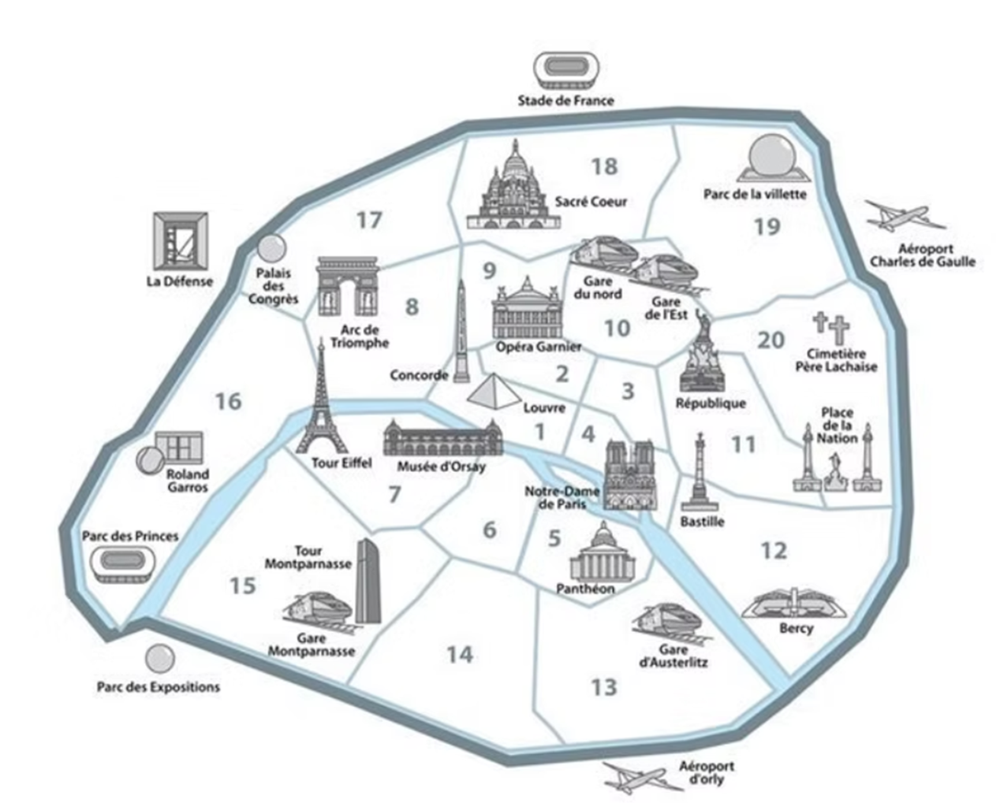 Stade de France
18
Sacré Coeur
Parc de la villette
17
19
Aéroport
Charles de Gaulle
La Défense
Palais
des
Congrès
9
Gare
du nord
Gare
de l'Est
8
Arc de
Triomphe
10
Opéra Garnier
20
Cimetière
Père Lachaise
Concorde
2
3
16
Louvre
République
Place
de la
Nation
1
4
11
Tour Eiffel
Musée d'Orsay
Roland
Garros
7
Notre-Dame
de Paris
Bastille
Parc des Princes
6
5
12
Tour
Montparnasse
15
Panthéon
Bercy
Gare
Montparnasse
14
Gare
d'Austerlitz
13
Parc des Expositions
Aéroport
d'orly